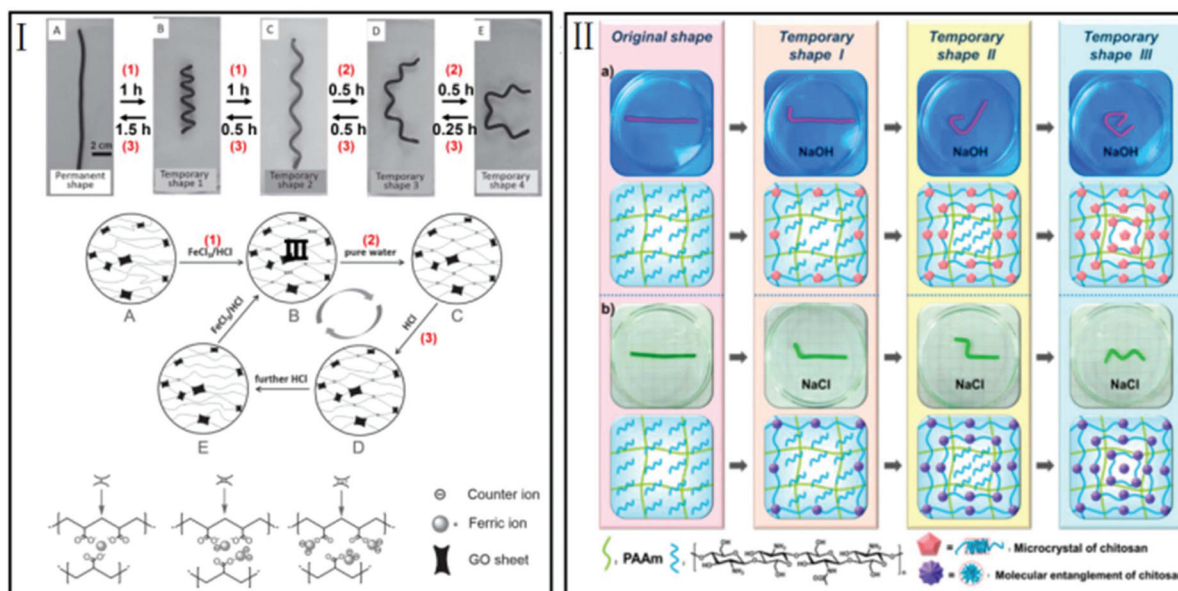 I
A
B
C
D
E
(1)
(1)
(2)
(2)
1 h
1 h
0.5 h
0.5 h
1.5 h
0.5 h
0.5 h
0.25 h
(3)
(3)
(3)
(3)
2 cm
Permanent shape
Temporary shape 1
Temporary shape 2
Temporary shape 3
Temporary shape 4
(1)
FeCl₃/HCl
III
(2)
pure water
A
B
C
FeCl₃/HCl
HCl
(3)
further HCl
E
D
⊖ Counter ion
Ferric ion
GO sheet
II
Original shape
Temporary shape I
Temporary shape II
Temporary shape III
a)
NaOH
NaOH
NaOH
b)
NaCl
NaCl
NaCl
, PAAm
, Microcrystal of chitosan
, Molecular entanglement of chitosan